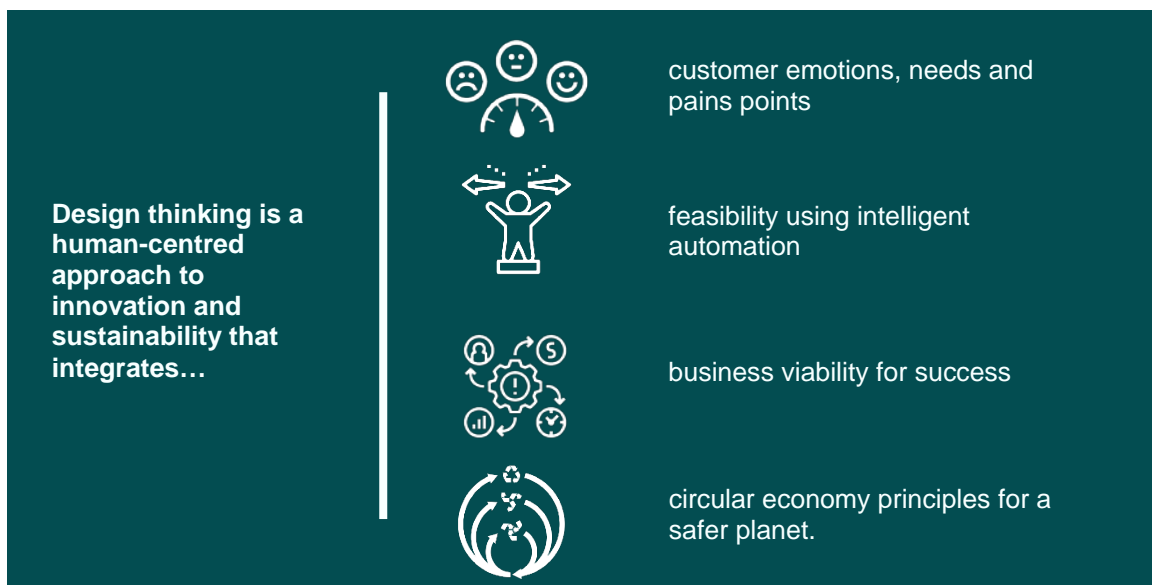 Design thinking is a
human-centred
approach to
innovation and
sustainability that
integrates…
customer emotions, needs and
pains points
feasibility using intelligent
automation
business viability for success
circular economy principles for a
safer planet.